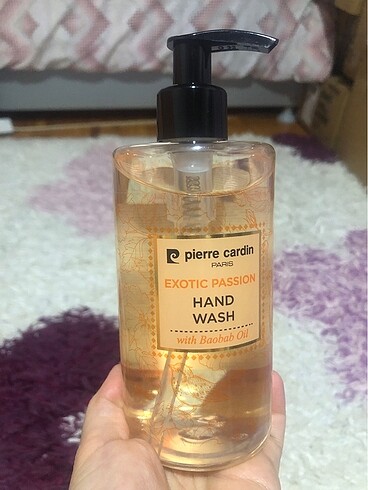 pierre cardin
PARIS
EXOTIC PASSION
HAND
WASH
with Baobab Oil